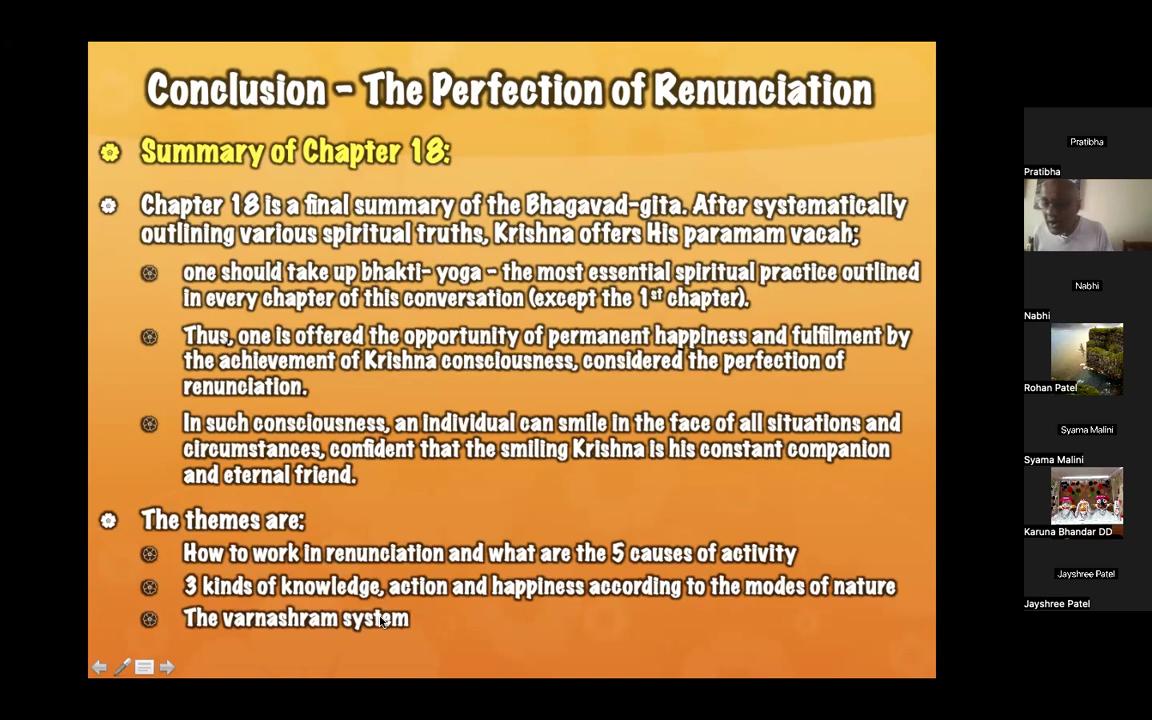 Conclusion - The Perfection of Renunciation
Summary of Chapter 18:
Chapter 18 is a final summary of the Bhagavad-gita. After systematically
outlining various spiritual truths, Krishna offers His paramam vacah;
one should take up bhakti- yoga - the most essential spiritual practice outlined
in every chapter of this conversation (except the 1st chapter).
Thus, one is offered the opportunity of permanent happiness and fulfilment by
the achievement of Krishna consciousness, considered the perfection of
renunciation.
In such consciousness, an individual can smile in the face of all situations and
circumstances, confident that the smiling Krishna is his constant companion
and eternal friend.
The themes are:
How to work in renunciation and what are the 5 causes of activity
3 kinds of knowledge, action and happiness according to the modes of nature
The varnashram system
Pratibha
Pratibha
Nabhi
Nabhi
Rohan Patel
Syama Malini
Syama Malini
Karuna Bhandar DD
Jayshree Patel
Jayshree Patel